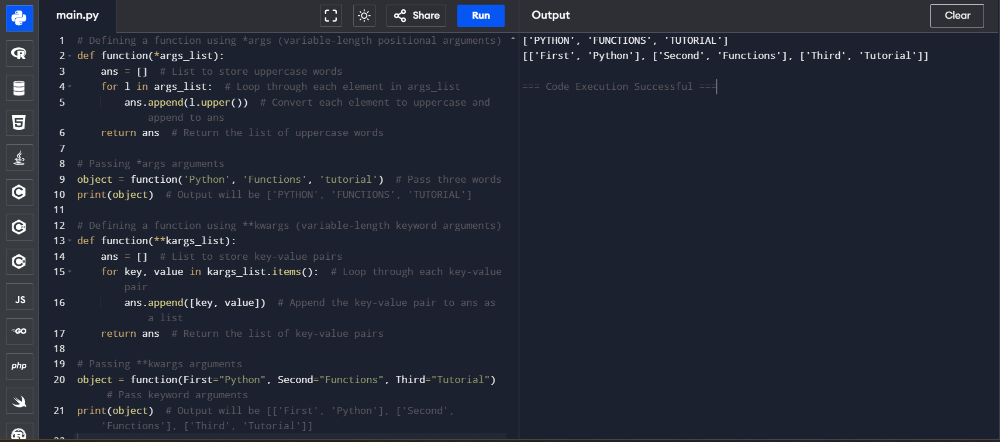 main.py
Share
Run
Output
Clear
JS
GO
php
1 # Defining a function using *args (variable-length positional arguments)
2 def function(*args_list):
3     ans = []  # List to store uppercase words
4     for l in args_list:  # Loop through each element in args_list
5         ans.append(l.upper())  # Convert each element to uppercase and
            append to ans
6     return ans  # Return the list of uppercase words
7
8 # Passing *args arguments
9 object = function('Python', 'Functions', 'tutorial')  # Pass three words
10 print(object)  # Output will be ['PYTHON', 'FUNCTIONS', 'TUTORIAL']
11
12 # Defining a function using **kwargs (variable-length keyword arguments)
13 def function(**kargs_list):
14     ans = []  # List to store key-value pairs
15     for key, value in kargs_list.items():  # Loop through each key-value
        pair
16         ans.append([key, value])  # Append the key-value pair to ans as
            a list
17     return ans  # Return the list of key-value pairs
18
19 # Passing **kwargs arguments
20 object = function(First="Python", Second="Functions", Third="Tutorial")
     # Pass keyword arguments
21 print(object)  # Output will be [['First', 'Python'], ['Second',
    'Functions'], ['Third', 'Tutorial']]
['PYTHON', 'FUNCTIONS', 'TUTORIAL']
[['First', 'Python'], ['Second', 'Functions'], ['Third', 'Tutorial']]
=== Code Execution Successful ===